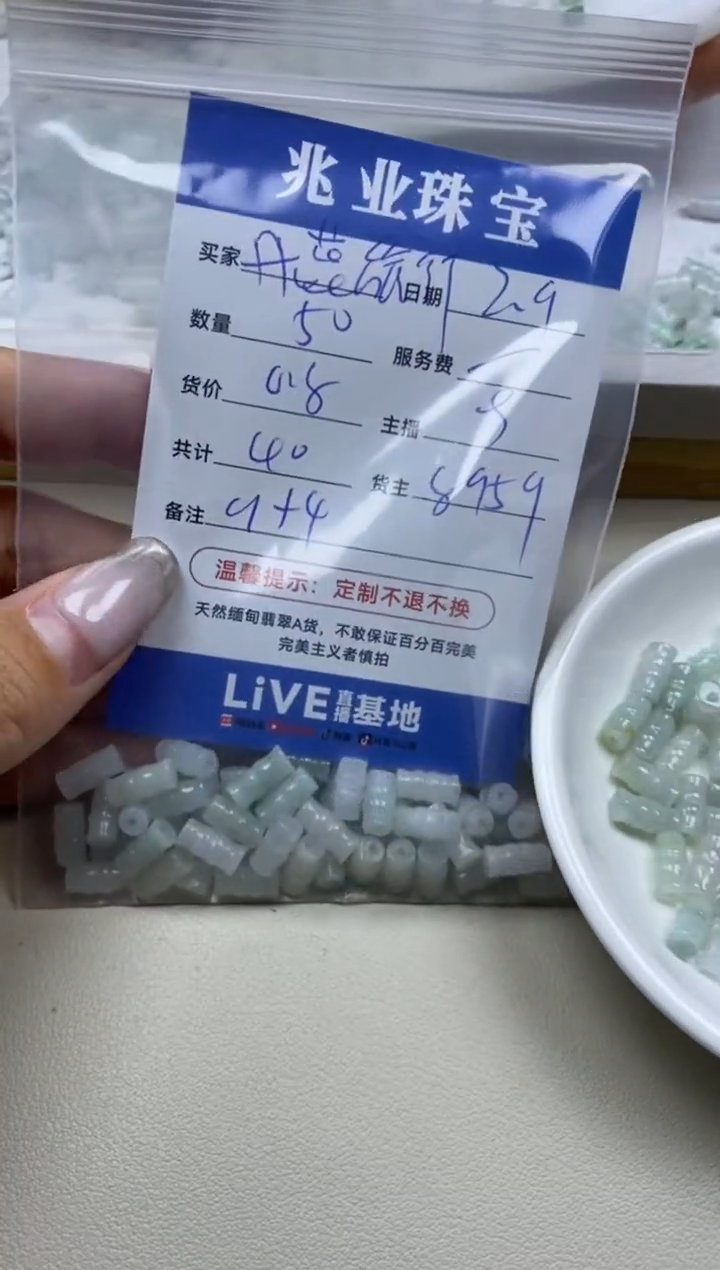 兆业珠宝
买家 日期 2.9
数量 50 服务费
货价 0.8 主播
共计 40 货主 8959
备注 9+4
温馨提示：定制不退不换
天然缅甸翡翠A货，不敢保证百分百完美
完美主义者慎拍
LiVE直播基地